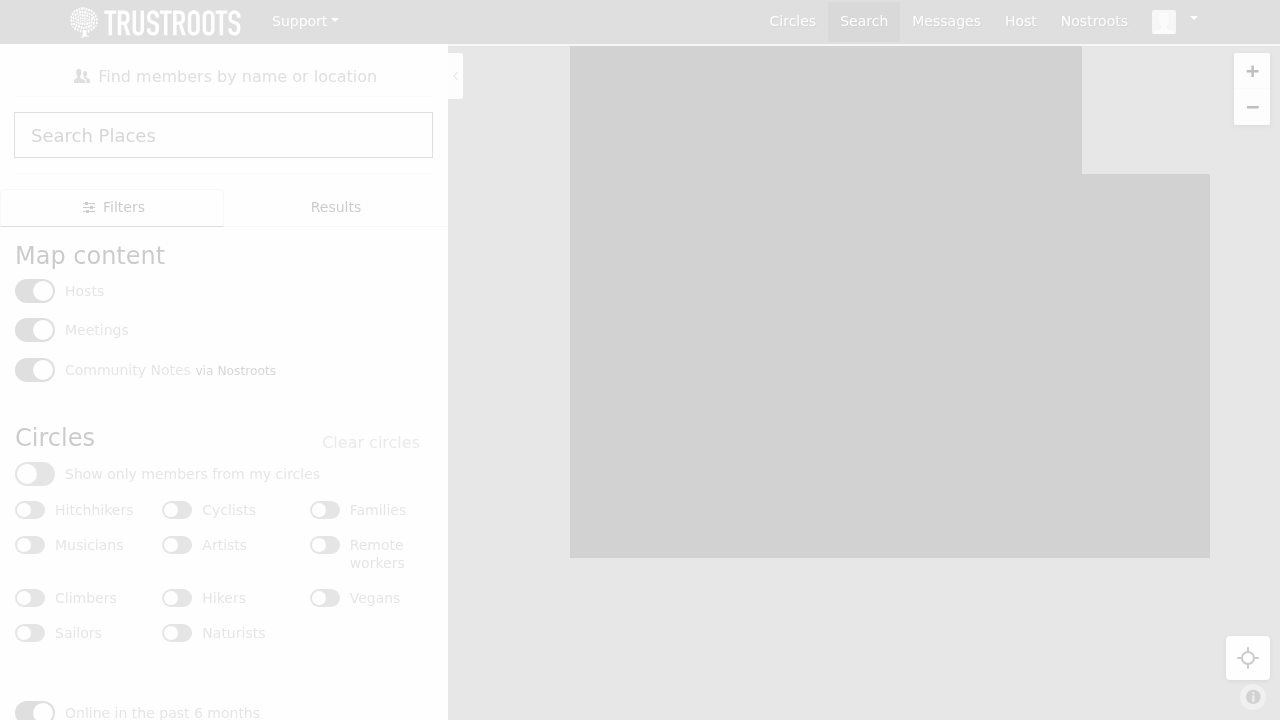 TRUSTROOTS
Support
Circles
Search
Messages
Host
Nostroots
Find members by name or location
Search Places
Filters
Results
Map content
Hosts
Meetings
Community Notes via Nostroots
Circles
Clear circles
Show only members from my circles
Hitchhikers
Cyclists
Families
Musicians
Artists
Remote
workers
Climbers
Hikers
Vegans
Sailors
Naturists
Online in the past 6 months